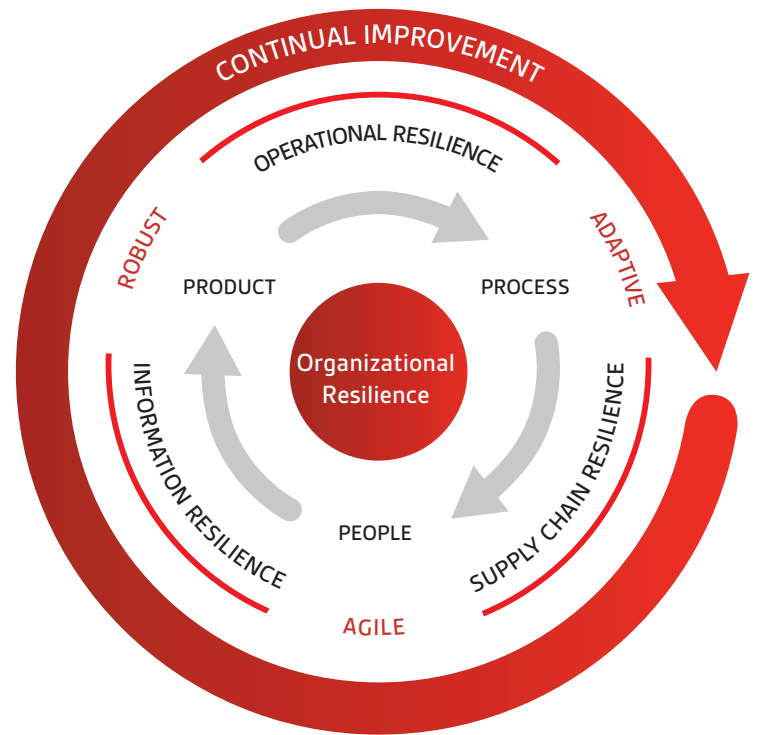 CONTINUAL IMPROVEMENT
OPERATIONAL RESILIENCE
ROBUST
ADAPTIVE
PRODUCT
PROCESS
Organizational
Resilience
INFORMATION RESILIENCE
SUPPLY CHAIN RESILIENCE
PEOPLE
AGILE